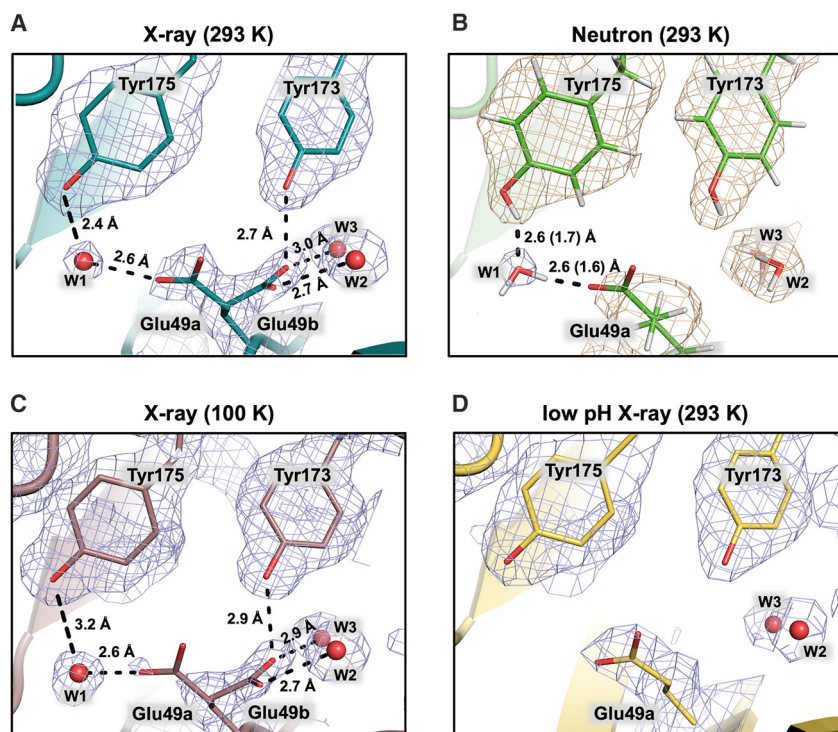 A
X-ray (293 K)
Tyr175
Tyr173
2.4 Å
2.7 Å
3.0 Å
W3
W1
2.6 Å
2.7 Å
W2
Glu49a
Glu49b
B
Neutron (293 K)
Tyr175
Tyr173
2.6 (1.7) Å
W3
W1
2.6 (1.6) Å
W2
Glu49a
C
X-ray (100 K)
Tyr175
Tyr173
3.2 Å
2.9 Å
2.9 Å
W3
2.6 Å
W1
2.7 Å
W2
Glu49a
Glu49b
D
low pH X-ray (293 K)
Tyr175
Tyr173
W3
W2
Glu49a